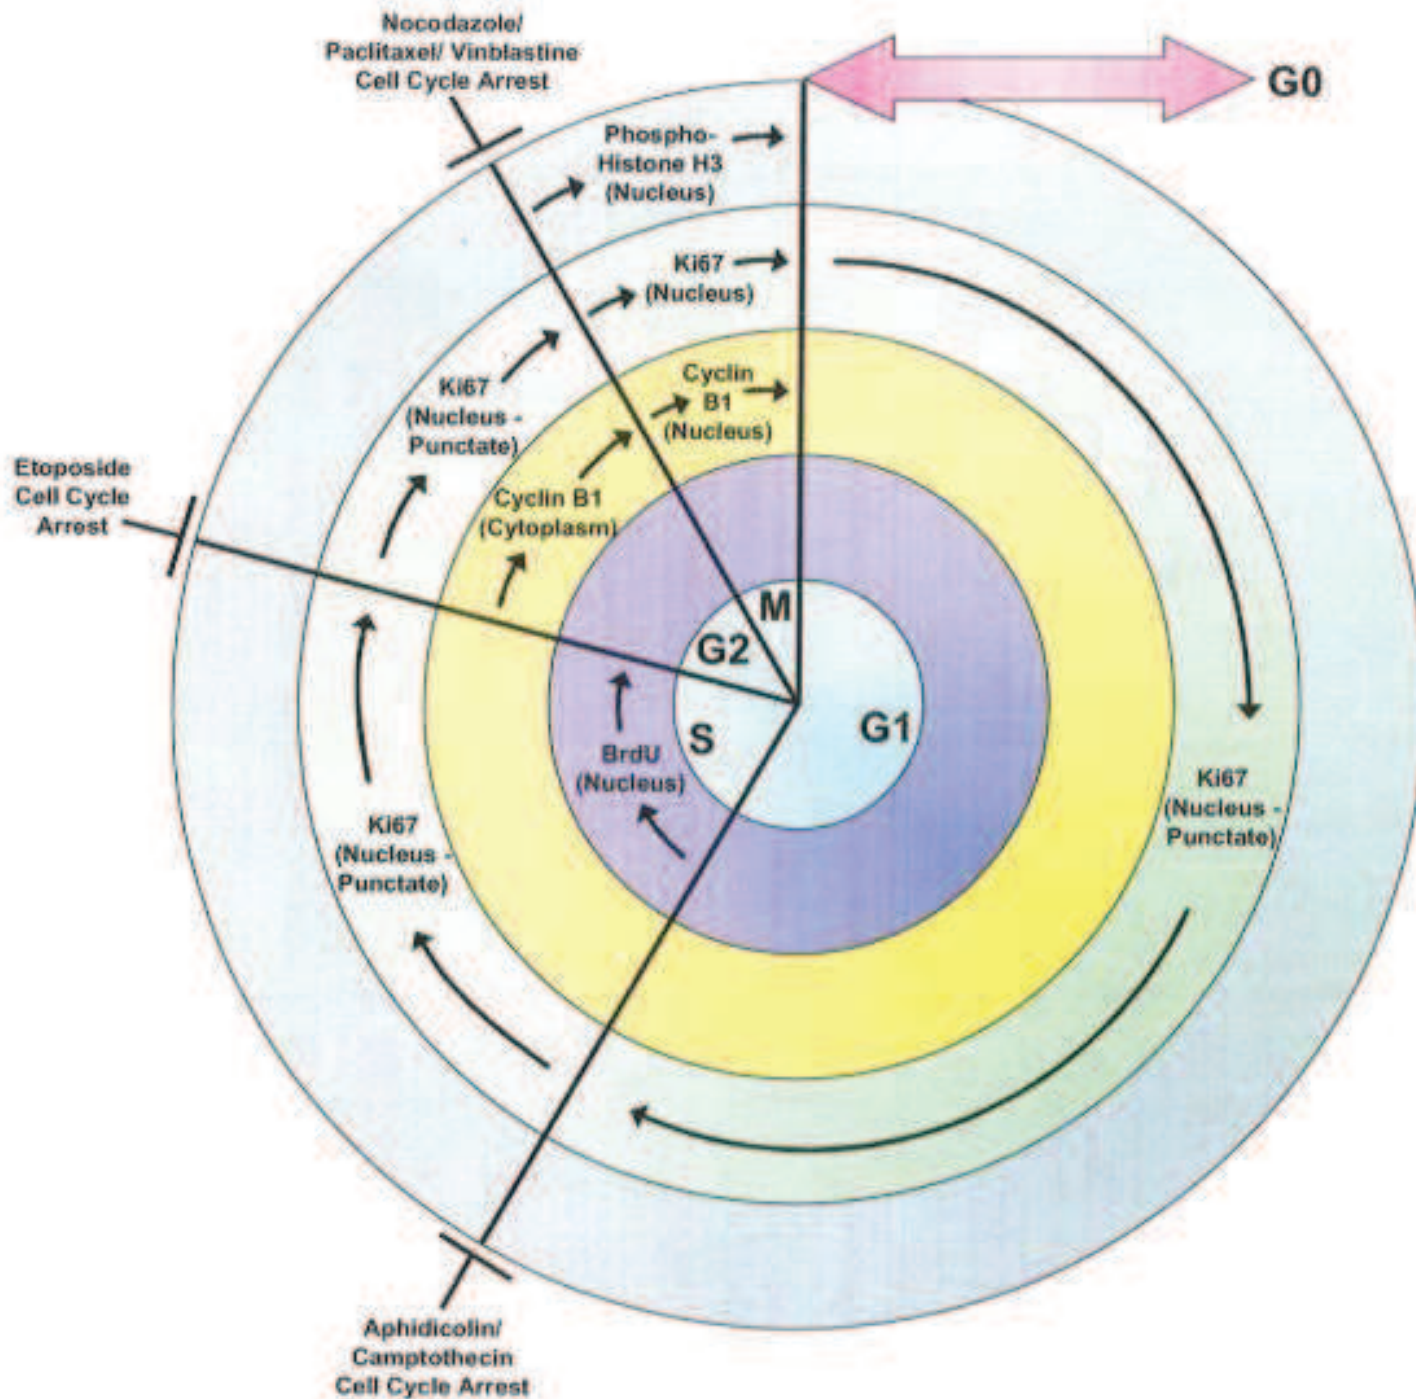 Nocodazole/
Paclitaxel/ Vinblastine
Cell Cycle Arrest
G0
Phospho-
Histone H3
(Nucleus)
Ki67
(Nucleus)
Ki67
(Nucleus -
Punctate)
Cyclin
B1
(Nucleus)
Etoposide
Cell Cycle
Arrest
Cyclin B1
(Cytoplasm)
M
G2
S
G1
BrdU
(Nucleus)
Ki67
(Nucleus -
Punctate)
Ki67
(Nucleus -
Punctate)
Aphidicolin/
Camptothecin
Cell Cycle Arrest